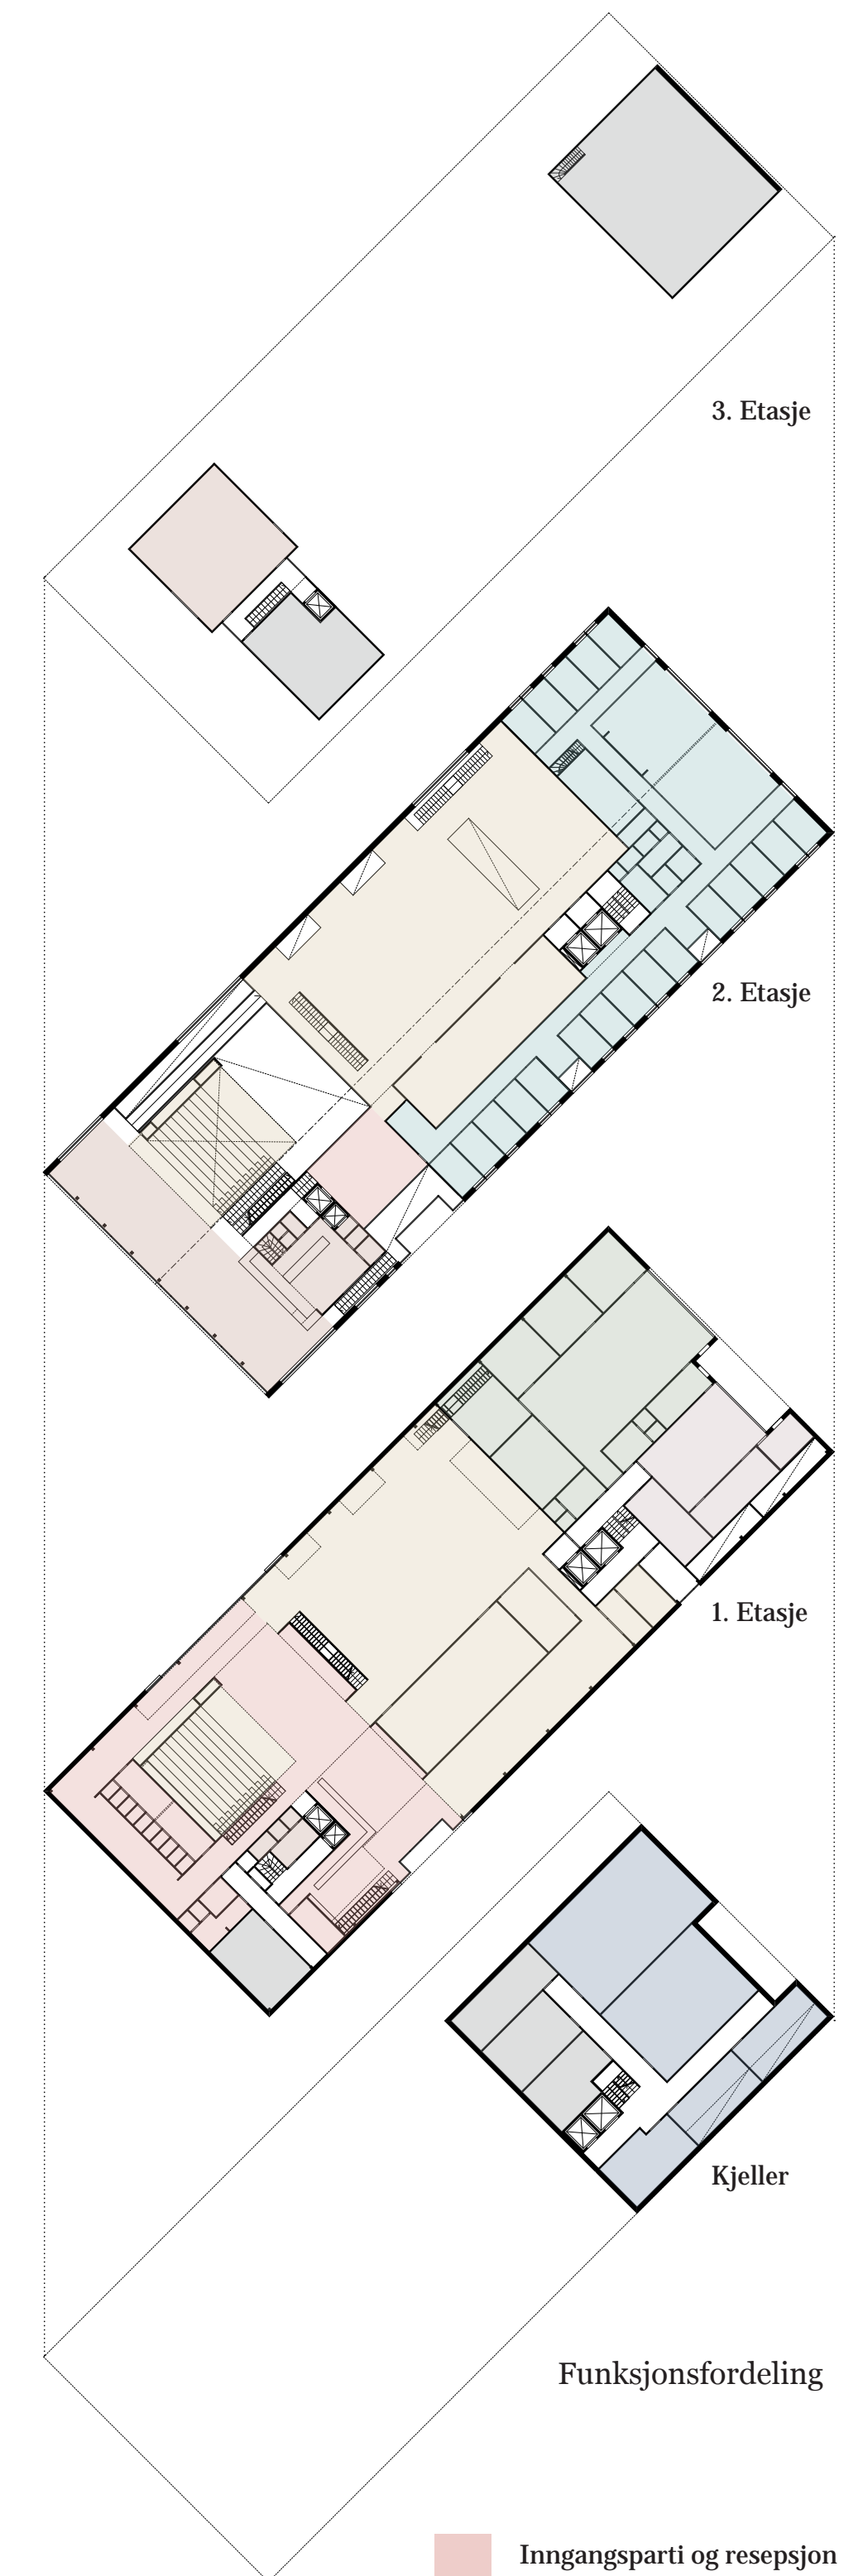 3. Etasje
2. Etasje
1. Etasje
Kjeller
Funksjonsfordeling
Inngangsparti og resepsjon